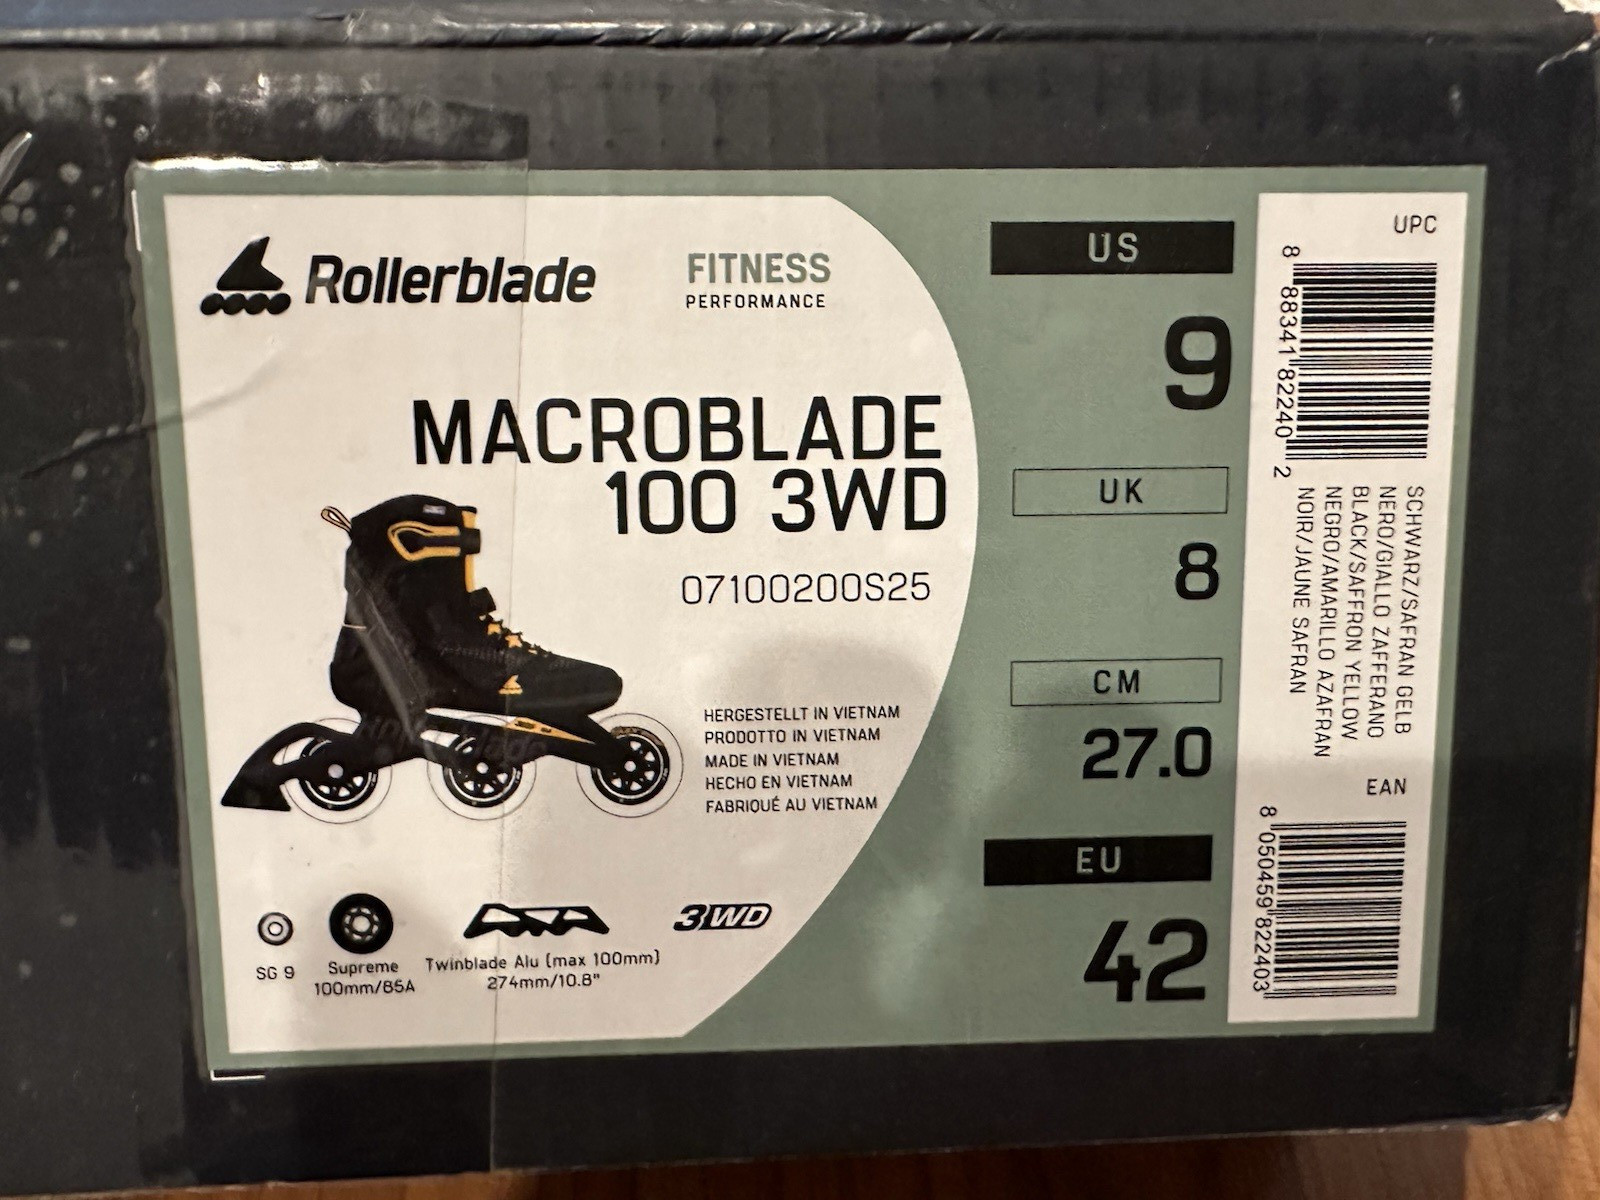 Rollerblade
FITNESS
PERFORMANCE
MACROBLADE
100 3WD
07100200S25
HERGESTELLT IN VIETNAM
PRODOTTO IN VIETNAM
MADE IN VIETNAM
HECHO EN VIETNAM
FABRIQUÉ AU VIETNAM
SG 9
Supreme
100mm/85A
Twinblade Alu (max 100mm)
274mm/10.8"
3WD
US
9
UK
8
CM
27.0
EU
42
UPC
8 88341 82240 2
SCHWARZ/SAFRAN GELB
NERO/GIALLO ZAFFERANO
BLACK/SAFFRON YELLOW
NEGRO/AMARILLO AZAFRAN
NOIR/JAUNE SAFRAN
EAN
8 050459 822403